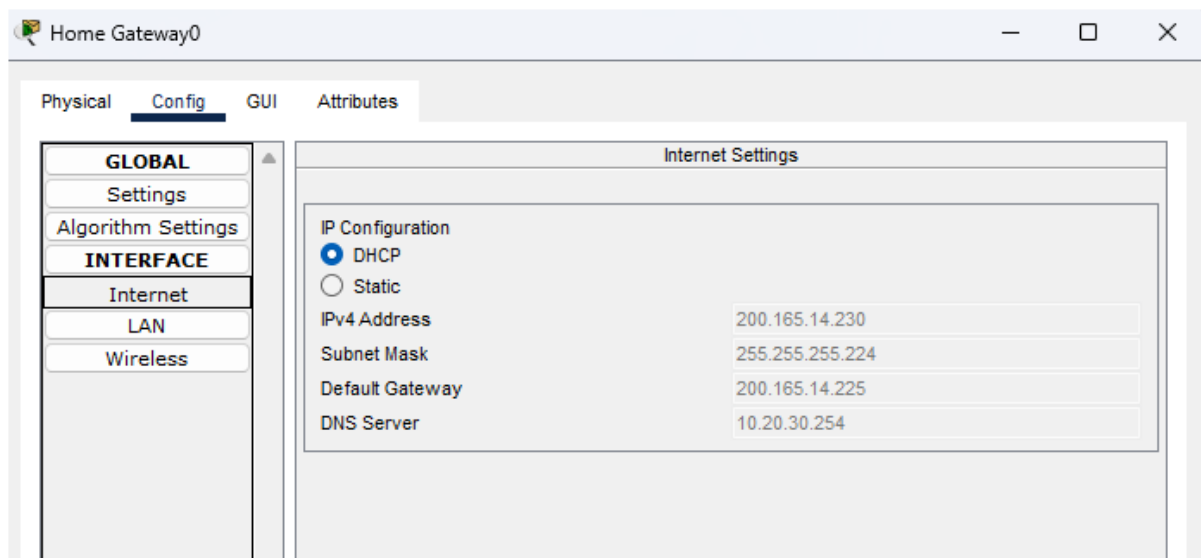 Home Gateway0
Physical Config GUI Attributes
GLOBAL
Settings
Algorithm Settings
INTERFACE
Internet
LAN
Wireless
Internet Settings
IP Configuration
DHCP
Static
IPv4 Address 200.165.14.230
Subnet Mask 255.255.255.224
Default Gateway 200.165.14.225
DNS Server 10.20.30.254